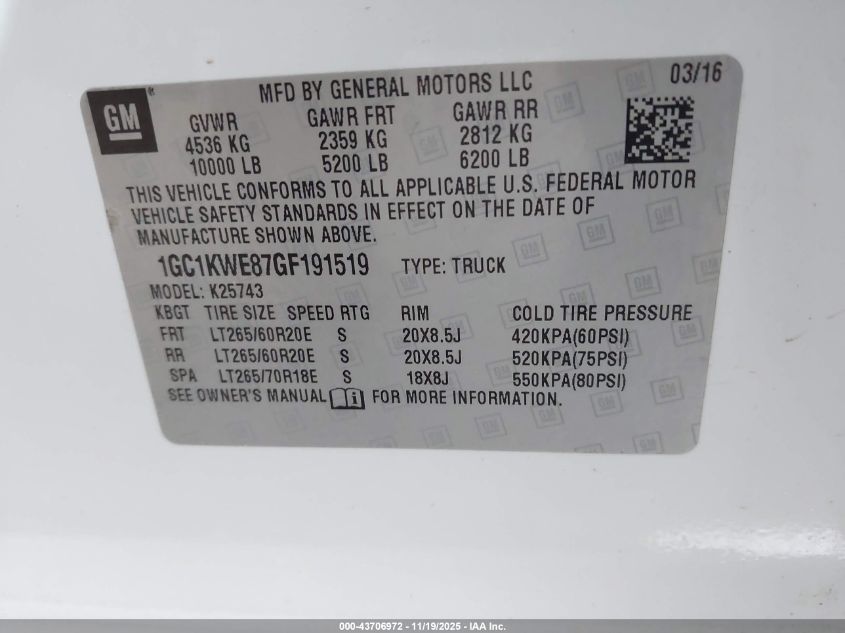 GM
MFD BY GENERAL MOTORS LLC 03/16
GVWR GAWR FRT GAWR RR
4536 KG 2359 KG 2812 KG
10000 LB 5200 LB 6200 LB
THIS VEHICLE CONFORMS TO ALL APPLICABLE U.S. FEDERAL MOTOR
VEHICLE SAFETY STANDARDS IN EFFECT ON THE DATE OF
MANUFACTURE SHOWN ABOVE.
1GC1KWE87GF191519 TYPE: TRUCK
MODEL: K25743
KBGT TIRE SIZE SPEED RTG RIM COLD TIRE PRESSURE
FRT LT265/60R20E S 20X8.5J 420KPA(60PSI)
RR LT265/60R20E S 20X8.5J 520KPA(75PSI)
SPA LT265/70R18E S 18X8J 550KPA(80PSI)
SEE OWNER'S MANUAL FOR MORE INFORMATION.
000-43706972 - 11/19/2025 - IAA Inc.